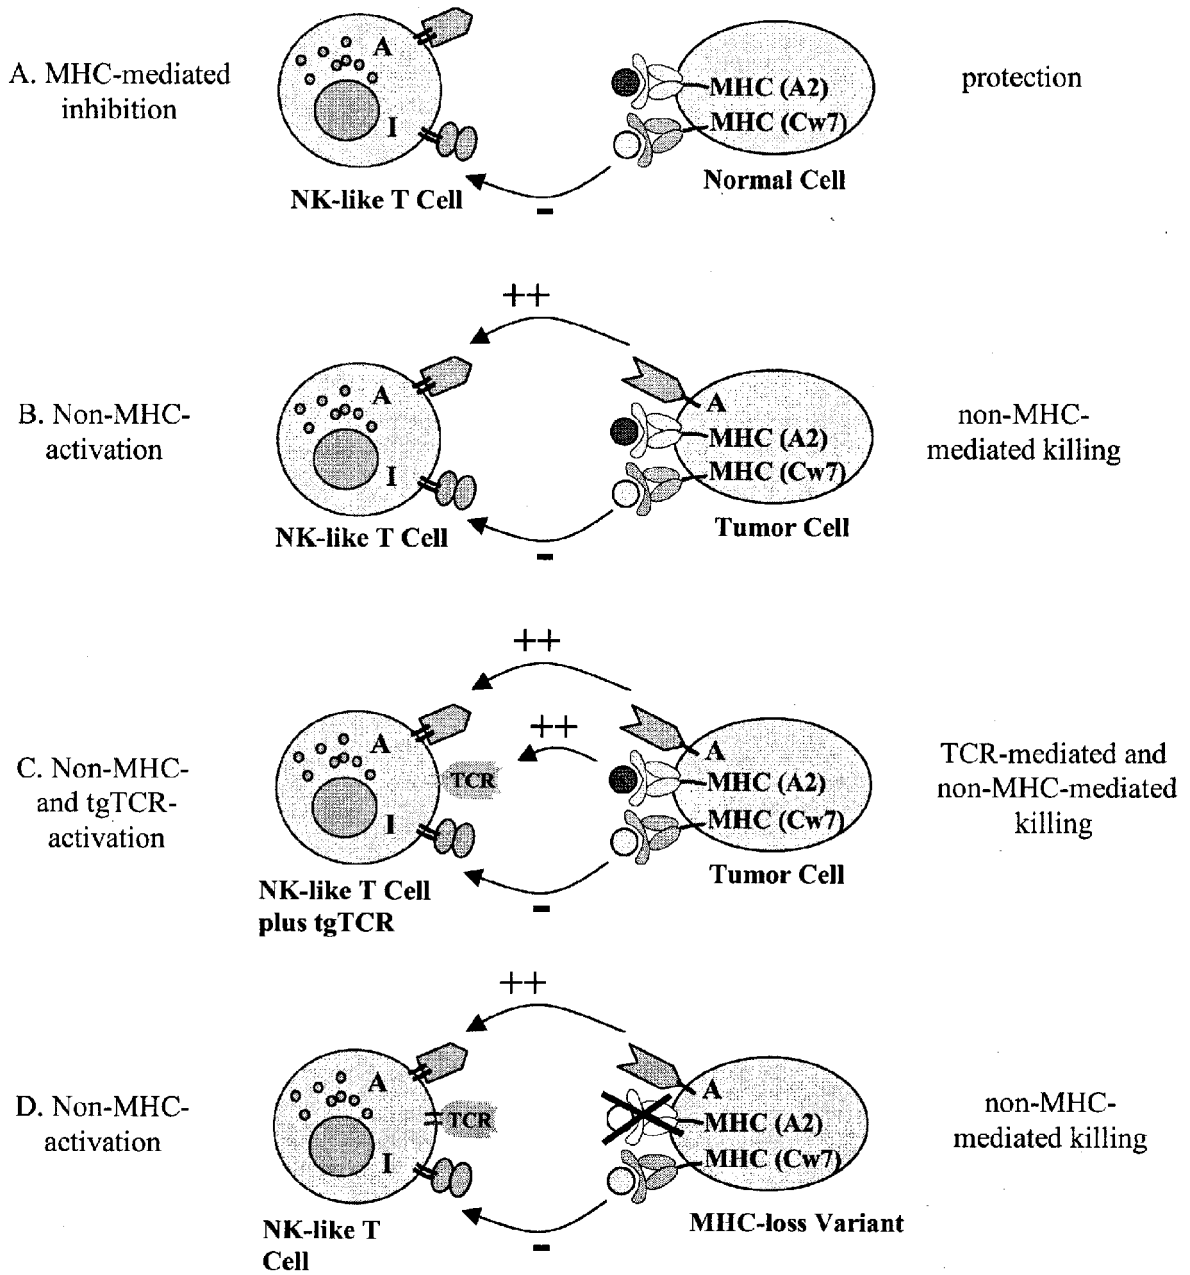 A. MHC-mediated
inhibition
A
I
NK-like T Cell
-
MHC (A2)
MHC (Cw7)
Normal Cell
protection
B. Non-MHC-
activation
++
A
I
NK-like T Cell
-
A
MHC (A2)
MHC (Cw7)
Tumor Cell
non-MHC-
mediated killing
C. Non-MHC-
and tgTCR-
activation
++
++
A
TCR
I
NK-like T Cell
plus tgTCR
-
A
MHC (A2)
MHC (Cw7)
Tumor Cell
TCR-mediated and
non-MHC-mediated
killing
D. Non-MHC-
activation
++
A
TCR
I
NK-like T
Cell
-
A
MHC (A2)
MHC (Cw7)
MHC-loss Variant
non-MHC-
mediated killing